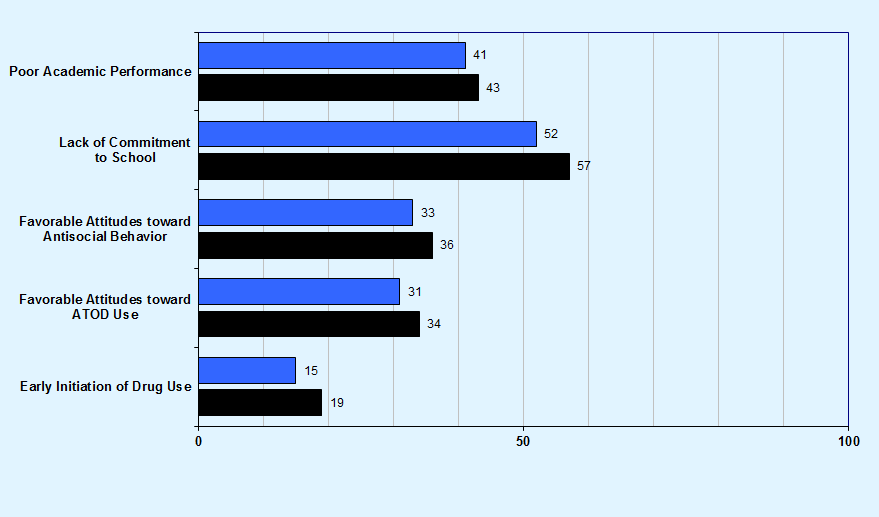 Poor Academic Performance
41
43
Lack of Commitment
to School
52
57
Favorable Attitudes toward
Antisocial Behavior
33
36
Favorable Attitudes toward
ATOD Use
31
34
Early Initiation of Drug Use
15
19
0 50 100